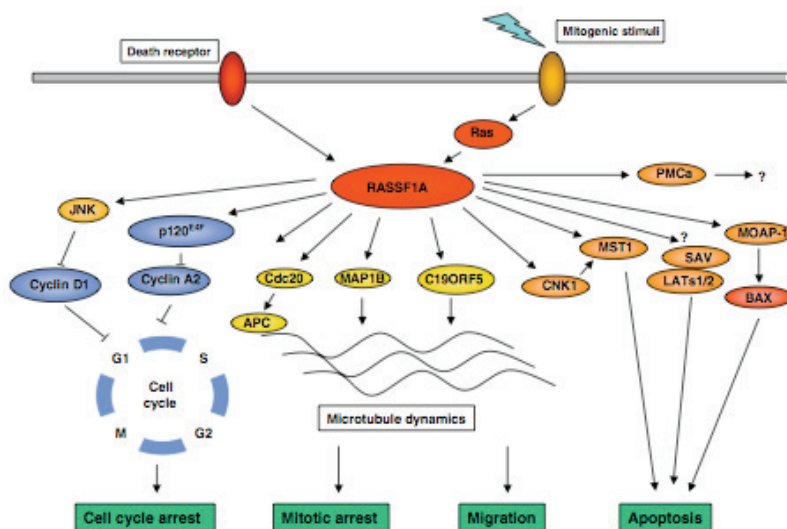 Mitogenic stimuli
Death receptor
Ras
RASSF1A
PMCa
?
JNK
p120E4F
MOAP-1
MST1
?
SAV
Cyclin D1
Cyclin A2
Cdc20
MAP1B
C19ORF5
CNK1
LATs1/2
BAX
APC
G1
S
Cell
cycle
M
G2
Microtubule dynamics
Cell cycle arrest
Mitotic arrest
Migration
Apoptosis